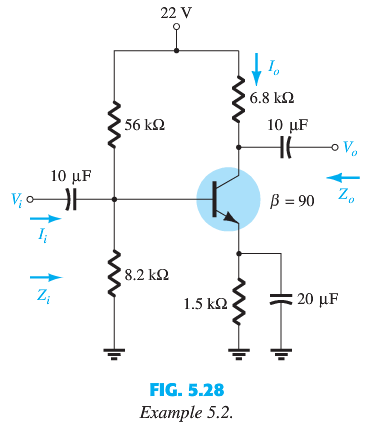 22 V
I_o
6.8 kΩ
56 kΩ
10 μF
V_o
10 μF
V_i
β = 90
Z_o
I_i
8.2 kΩ
Z_i
1.5 kΩ
20 μF
FIG. 5.28
Example 5.2.